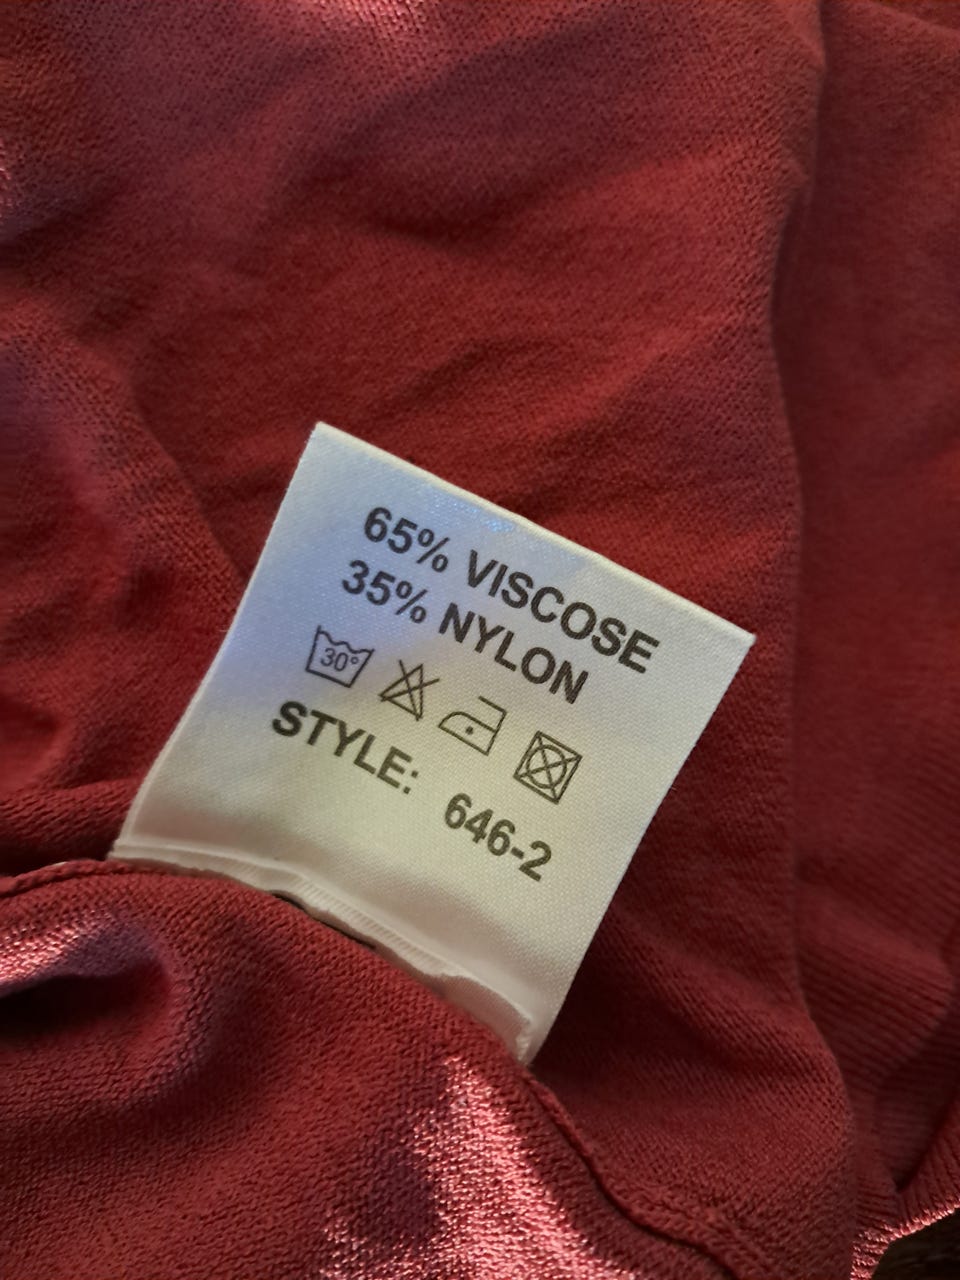 65% VISCOSE
35% NYLON
30°
STYLE: 646-2